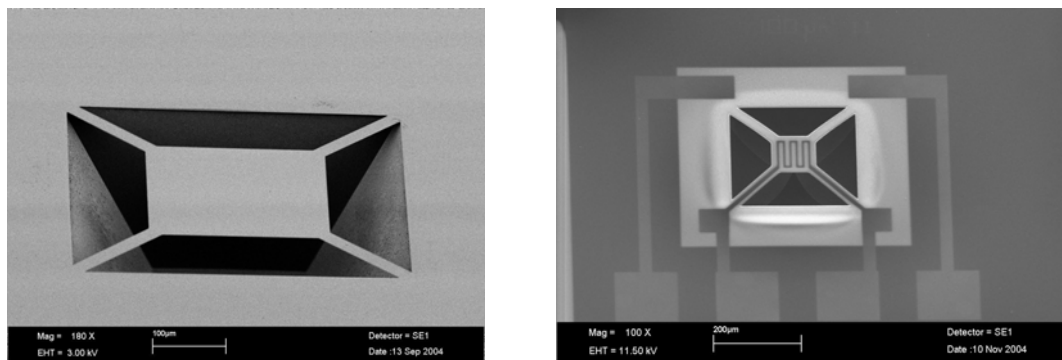 Mag = 180 X
100µm
Detector = SE1
EHT = 3.00 kV
Date :13 Sep 2004
Mag = 100 X
200µm
Detector = SE1
EHT = 11.50 kV
Date :10 Nov 2004